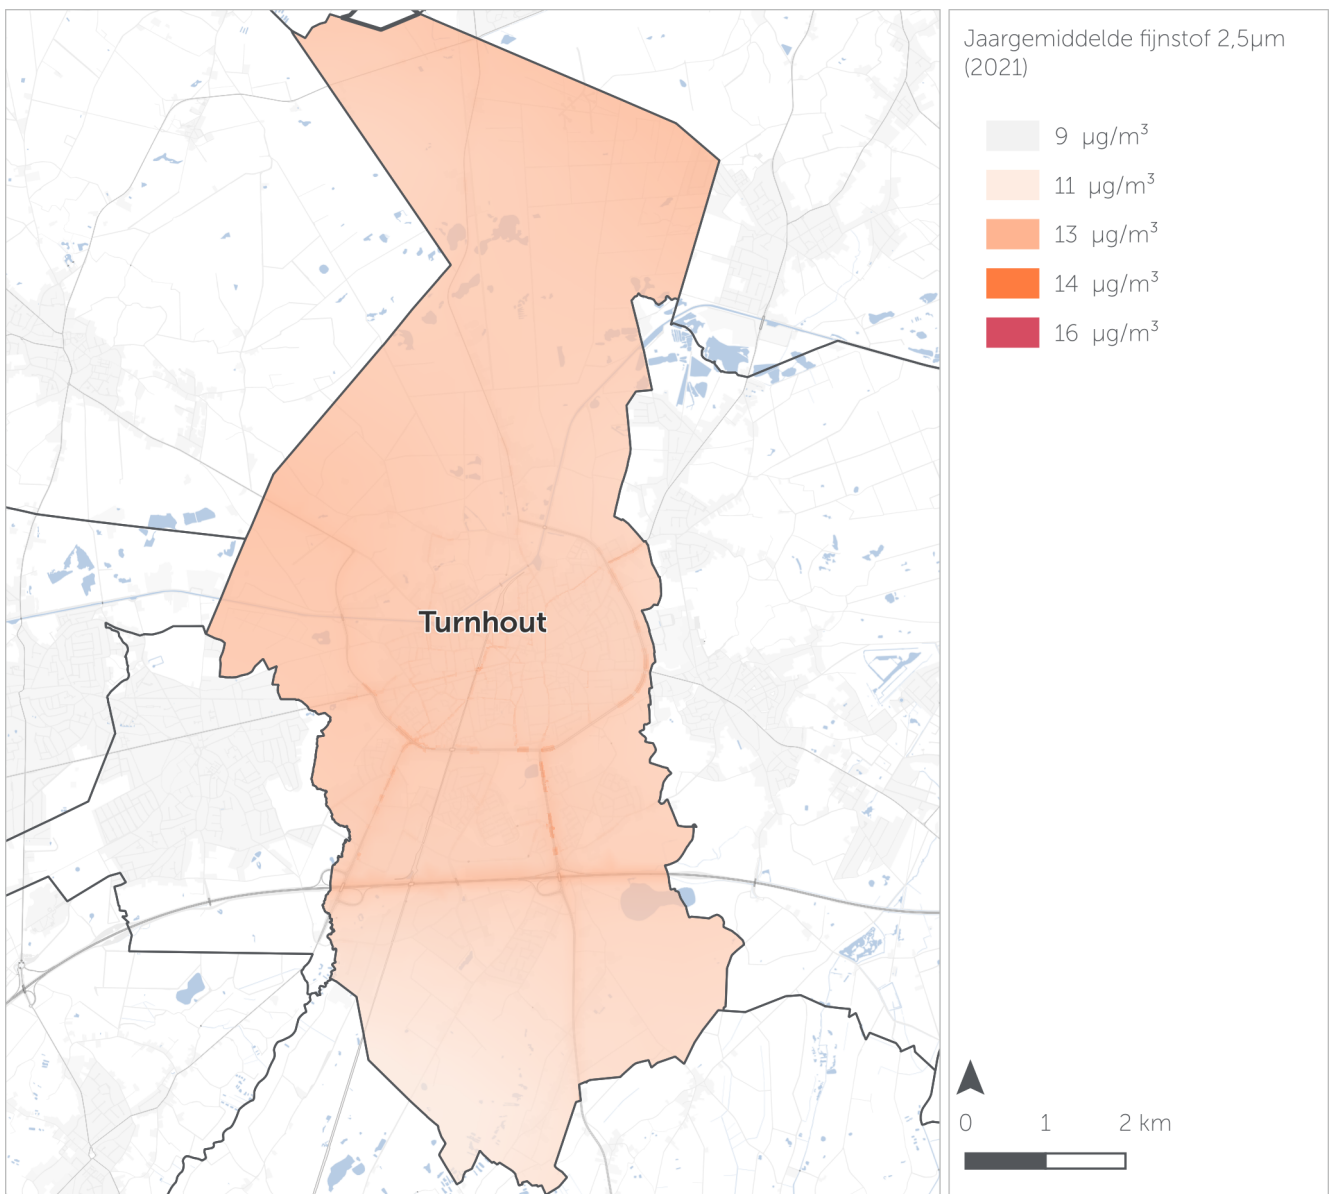 Jaargemiddelde fijnstof 2,5µm
(2021)
9 µg/m³
11 µg/m³
13 µg/m³
14 µg/m³
16 µg/m³
Turnhout
0 1 2 km